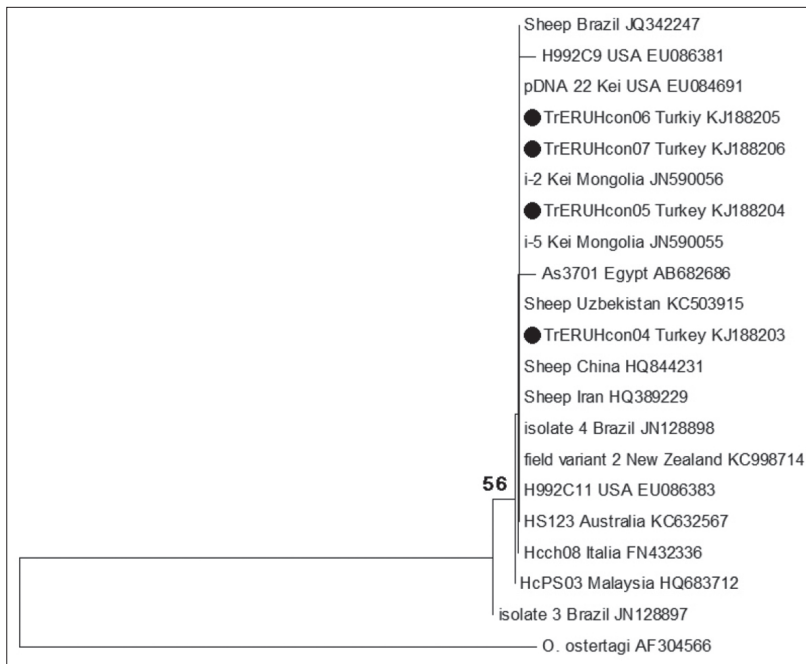 Sheep Brazil JQ342247
H992C9 USA EU086381
pDNA 22 Kei USA EU084691
TrERUHcon06 Turkiy KJ188205
TrERUHcon07 Turkey KJ188206
i-2 Kei Mongolia JN590056
TrERUHcon05 Turkey KJ188204
i-5 Kei Mongolia JN590055
As3701 Egypt AB682686
Sheep Uzbekistan KC503915
TrERUHcon04 Turkey KJ188203
Sheep China HQ844231
Sheep Iran HQ389229
isolate 4 Brazil JN128898
field variant 2 New Zealand KC998714
56
H992C11 USA EU086383
HS123 Australia KC632567
Hcch08 Italia FN432336
HcPS03 Malaysia HQ683712
isolate 3 Brazil JN128897
O. ostertagi AF304566